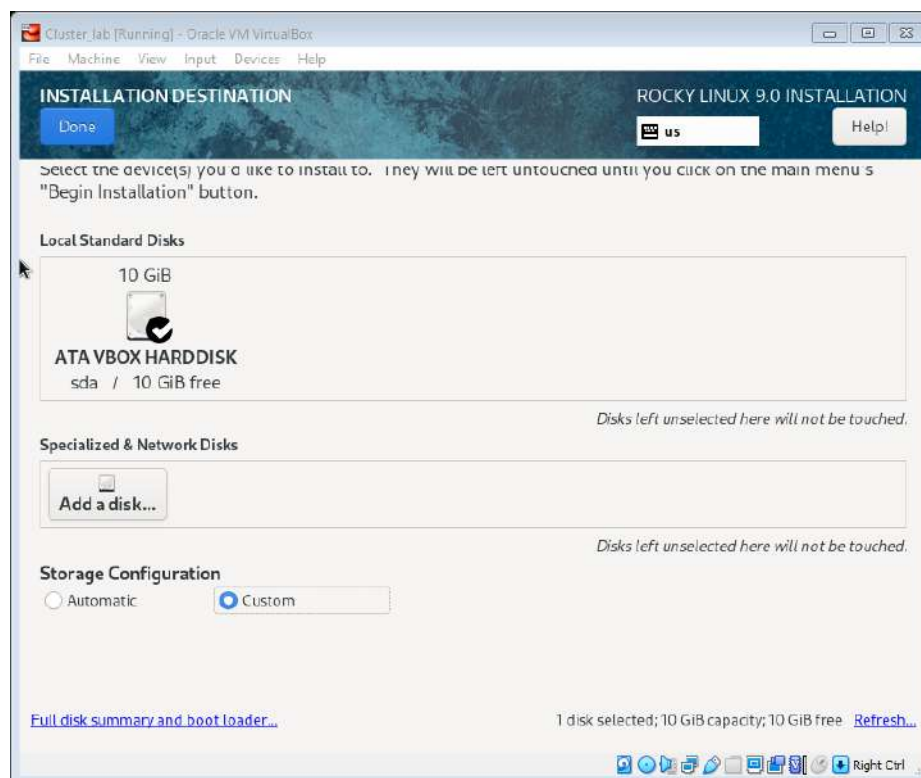 Cluster_lab [Running] - Oracle VM VirtualBox
File Machine View Input Devices Help
INSTALLATION DESTINATION
ROCKY LINUX 9.0 INSTALLATION
Done
us
Help!
Select the device(s) you'd like to install to. They will be left untouched until you click on the main menu's
"Begin Installation" button.
Local Standard Disks
10 GiB
ATA VBOX HARDDISK
sda / 10 GiB free
Disks left unselected here will not be touched.
Specialized & Network Disks
Add a disk...
Disks left unselected here will not be touched.
Storage Configuration
Automatic
Custom
Full disk summary and boot loader...
1 disk selected; 10 GiB capacity; 10 GiB free Refresh...
Right Ctrl